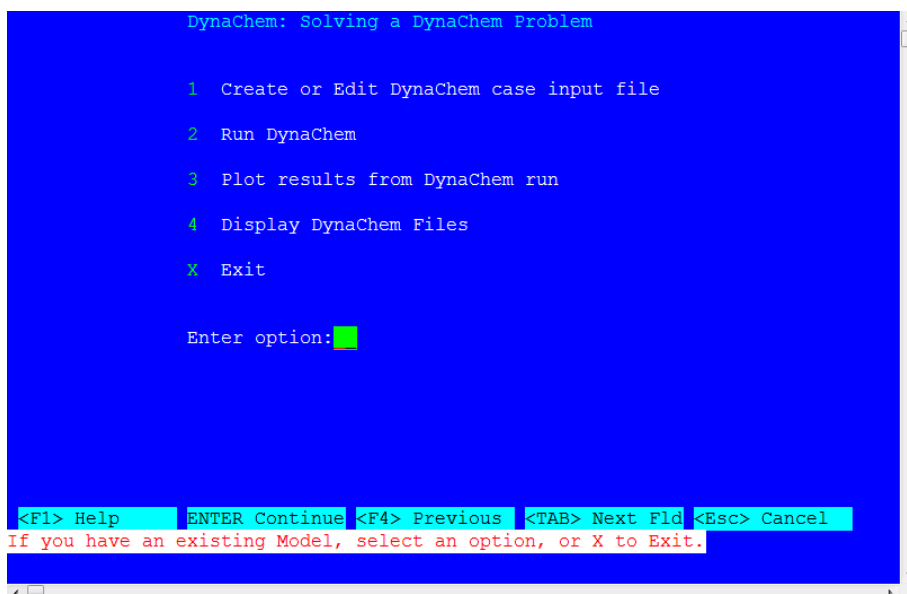 DynaChem: Solving a DynaChem Problem
1 Create or Edit DynaChem case input file
2 Run DynaChem
3 Plot results from DynaChem run
4 Display DynaChem Files
X Exit
Enter option:
<F1> Help ENTER Continue <F4> Previous <TAB> Next Fld <Esc> Cancel
If you have an existing Model, select an option, or X to Exit.